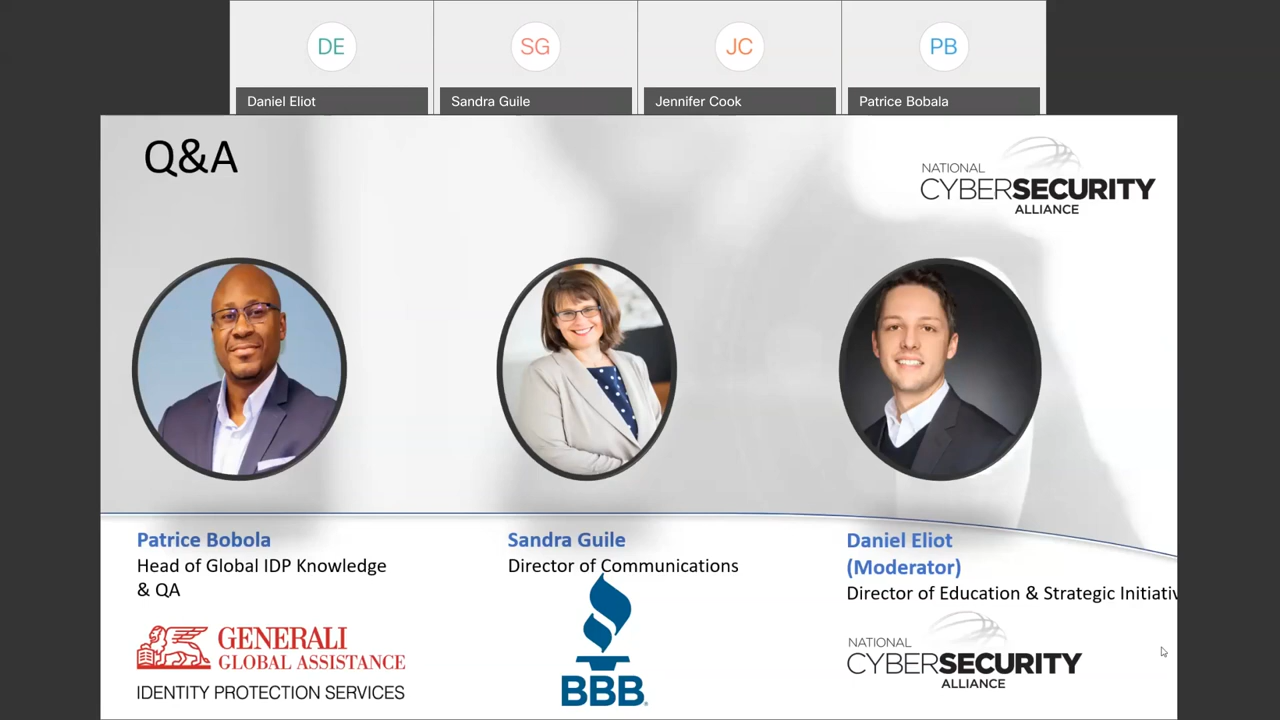 DE
SG
JC
PB
Daniel Eliot
Sandra Guile
Jennifer Cook
Patrice Bobala
Q&A
NATIONAL
CYBERSECURITY
ALLIANCE
Patrice Bobola
Head of Global IDP Knowledge
& QA
GENERALI
GLOBAL ASSISTANCE
IDENTITY PROTECTION SERVICES
Sandra Guile
Director of Communications
BBB
Daniel Eliot
(Moderator)
Director of Education & Strategic Initiativ
NATIONAL
CYBERSECURITY
ALLIANCE